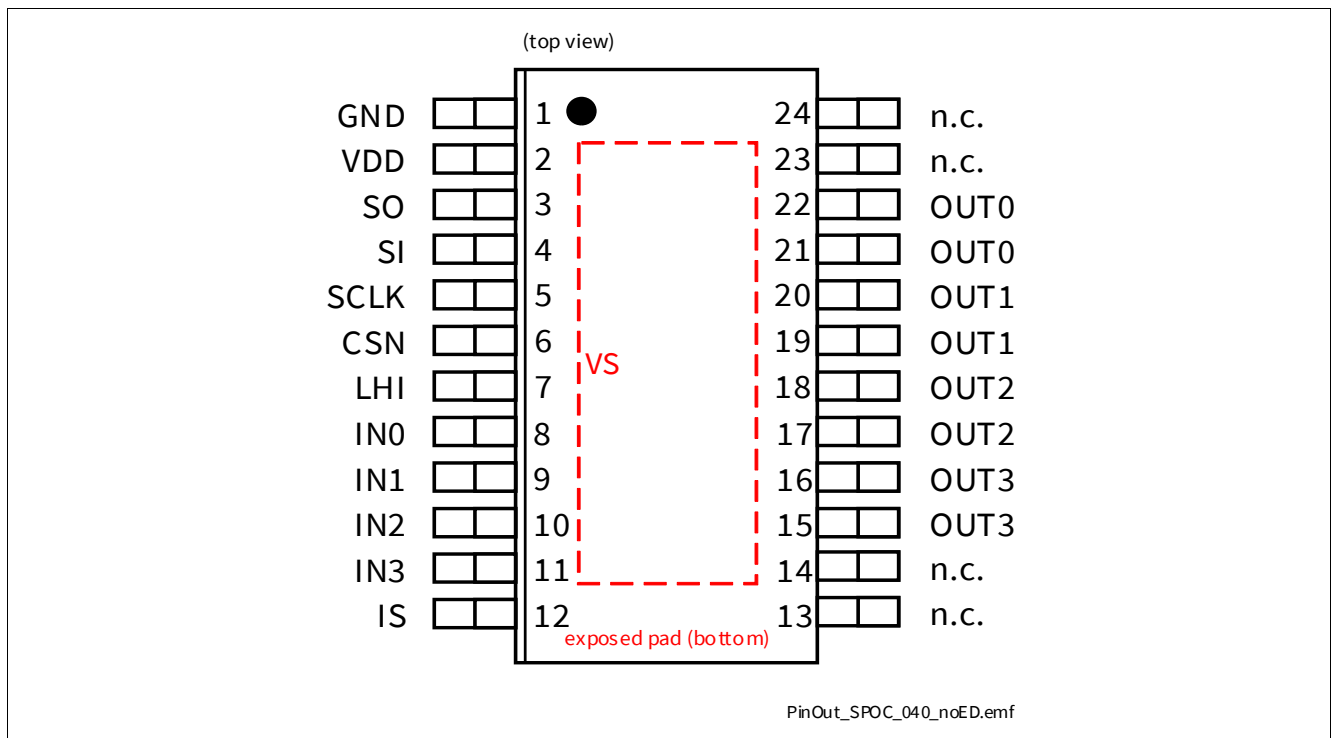 (top view)
GND 1 24 n.c.
VDD 2 23 n.c.
SO 3 22 OUT0
SI 4 21 OUT0
SCLK 5 20 OUT1
CSN 6 19 OUT1
VS
LHI 7 18 OUT2
IN0 8 17 OUT2
IN1 9 16 OUT3
IN2 10 15 OUT3
IN3 11 14 n.c.
IS 12 13 n.c.
exposed pad (bottom)
PinOut_SPOC_040_noED.emf